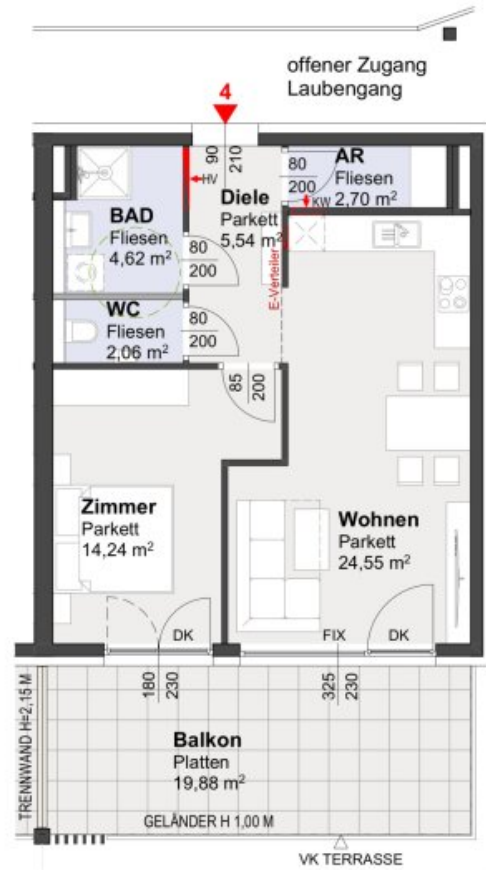 offener Zugang
Laubengang
4
90
210
HV
80
200
AR
Fliesen
2,70 m²
KW
Diele
Parkett
5,54 m²
BAD
Fliesen
4,62 m²
80
200
E-Verteiler
WC
Fliesen
2,06 m²
80
200
85
200
Zimmer
Parkett
14,24 m²
Wohnen
Parkett
24,55 m²
DK
FIX
DK
180
230
325
230
TRENNWAND H=2,15 M
Balkon
Platten
19,88 m²
GELÄNDER H 1,00 M
VK TERRASSE